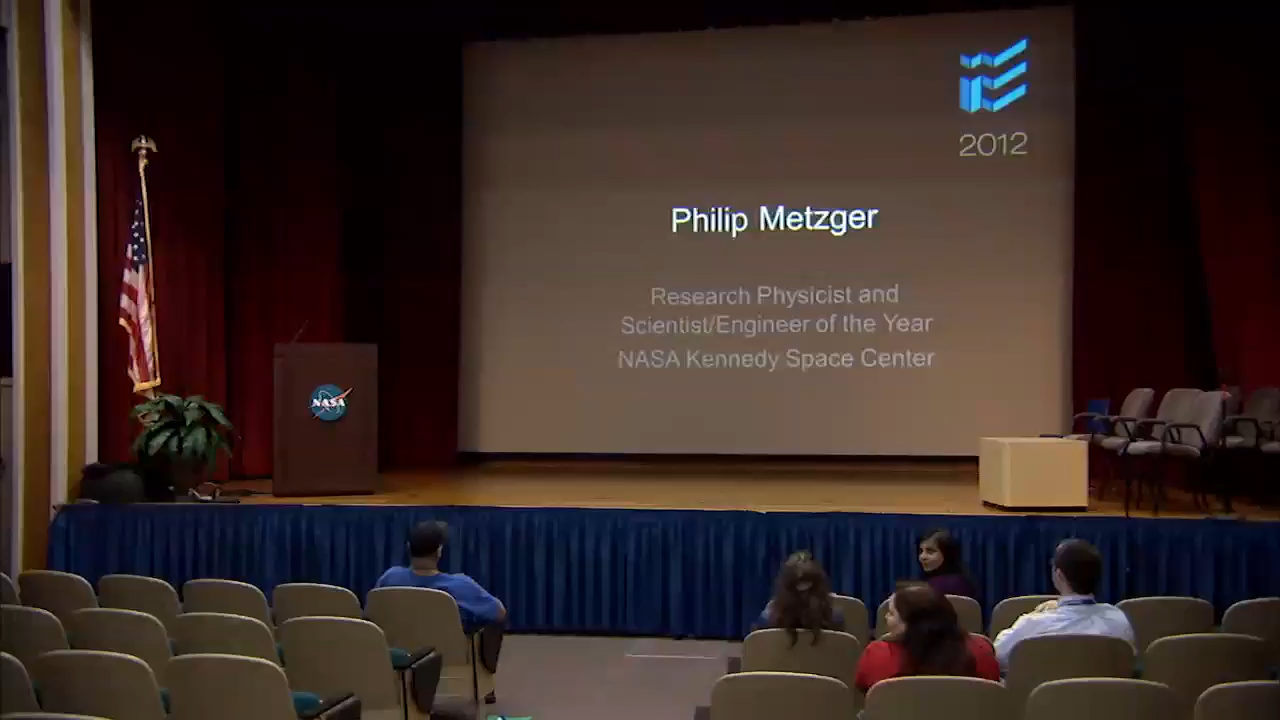 2012
Philip Metzger
Research Physicist and
Scientist/Engineer of the Year
NASA Kennedy Space Center
NASA